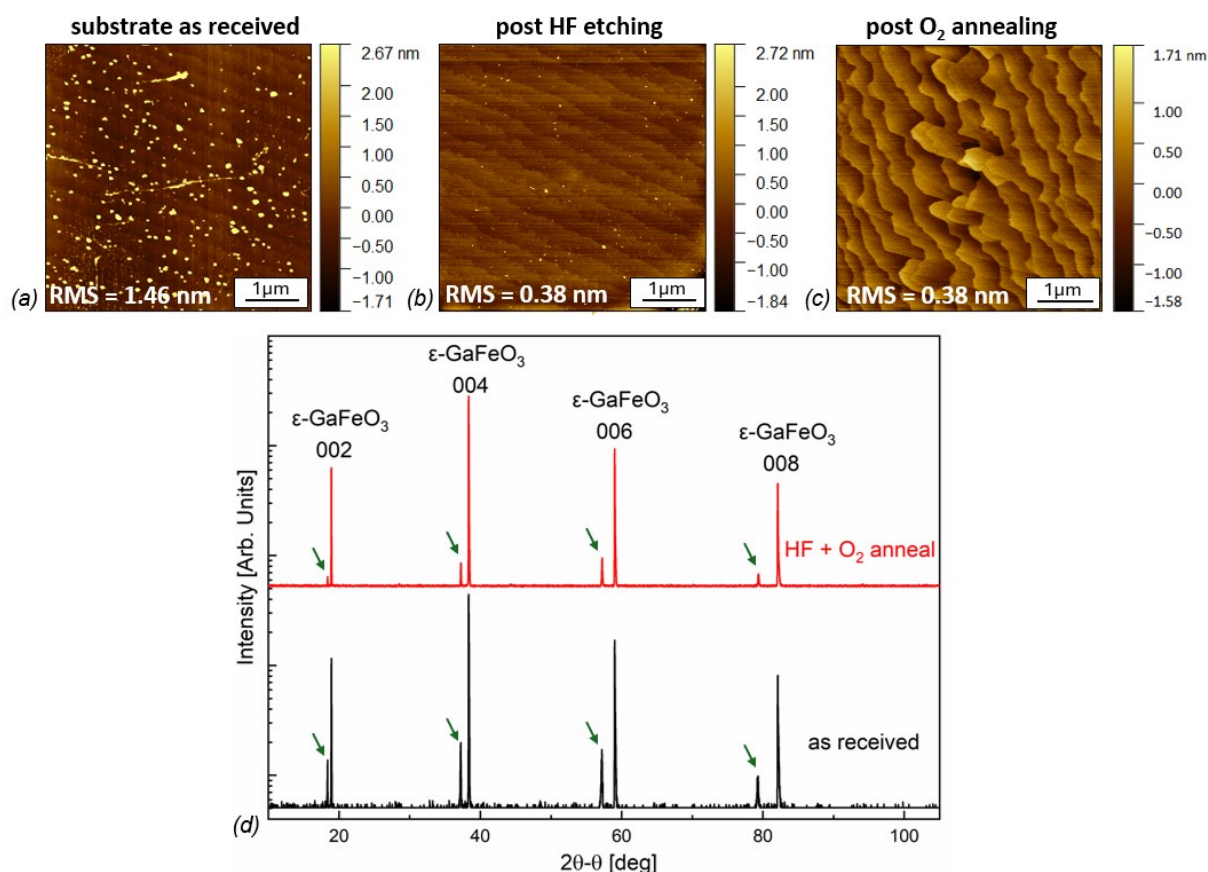 substrate as received
post HF etching
post O₂ annealing
2.67 nm
2.00
1.50
1.00
0.50
0.00
−0.50
−1.00
−1.71
2.72 nm
2.00
1.50
1.00
0.50
0.00
−0.50
−1.00
−1.84
1.71 nm
1.00
0.50
0.00
−0.50
−1.00
−1.58
(a) RMS = 1.46 nm
1µm
(b) RMS = 0.38 nm
1µm
(c) RMS = 0.38 nm
1µm
ε-GaFeO₃
002
ε-GaFeO₃
004
ε-GaFeO₃
006
ε-GaFeO₃
008
HF + O₂ anneal
as received
Intensity [Arb. Units]
(d)
20
40
60
80
100
2θ-θ [deg]